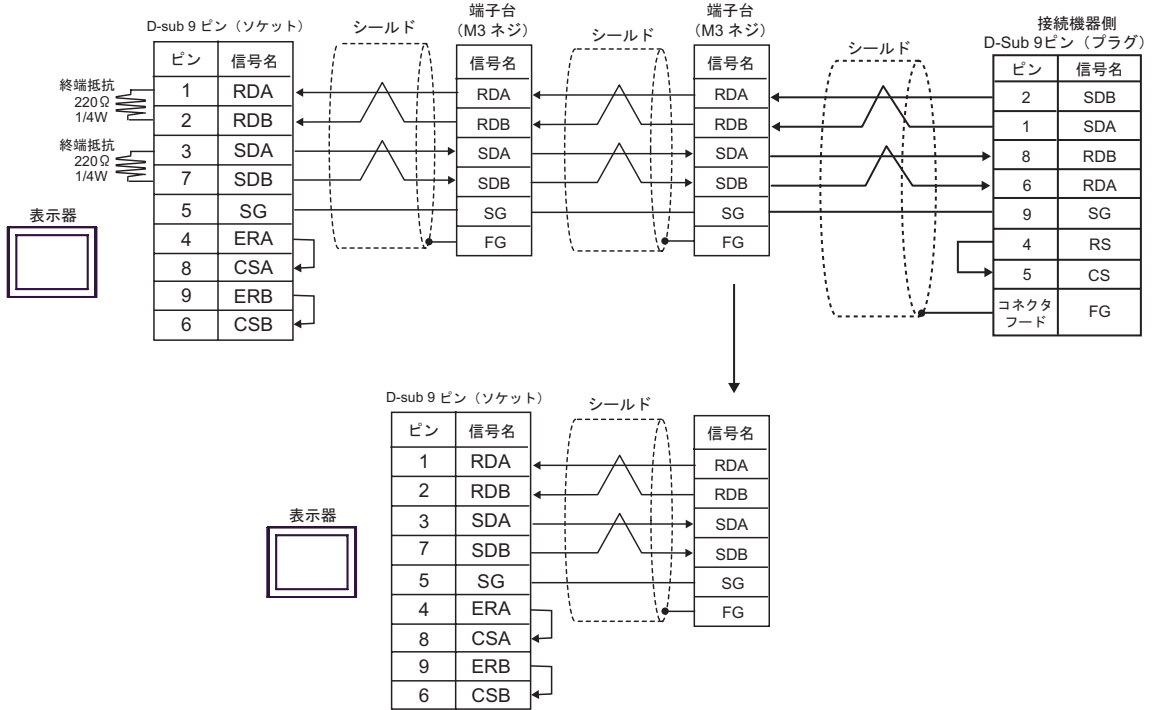 D-sub 9 ピン（ソケット）
シールド
端子台
(M3 ネジ)
シールド
端子台
(M3 ネジ)
シールド
接続機器側
D-Sub 9ピン（プラグ）
終端抵抗
220Ω
1/4W
終端抵抗
220Ω
1/4W
表示器
ピン 信号名
1 RDA
2 RDB
3 SDA
7 SDB
5 SG
4 ERA
8 CSA
9 ERB
6 CSB
信号名
RDA
RDB
SDA
SDB
SG
FG
信号名
RDA
RDB
SDA
SDB
SG
FG
ピン 信号名
2 SDB
1 SDA
8 RDB
6 RDA
9 SG
4 RS
5 CS
コネクタ
フード
FG
D-sub 9 ピン（ソケット）
シールド
表示器
ピン 信号名
1 RDA
2 RDB
3 SDA
7 SDB
5 SG
4 ERA
8 CSA
9 ERB
6 CSB
信号名
RDA
RDB
SDA
SDB
SG
FG